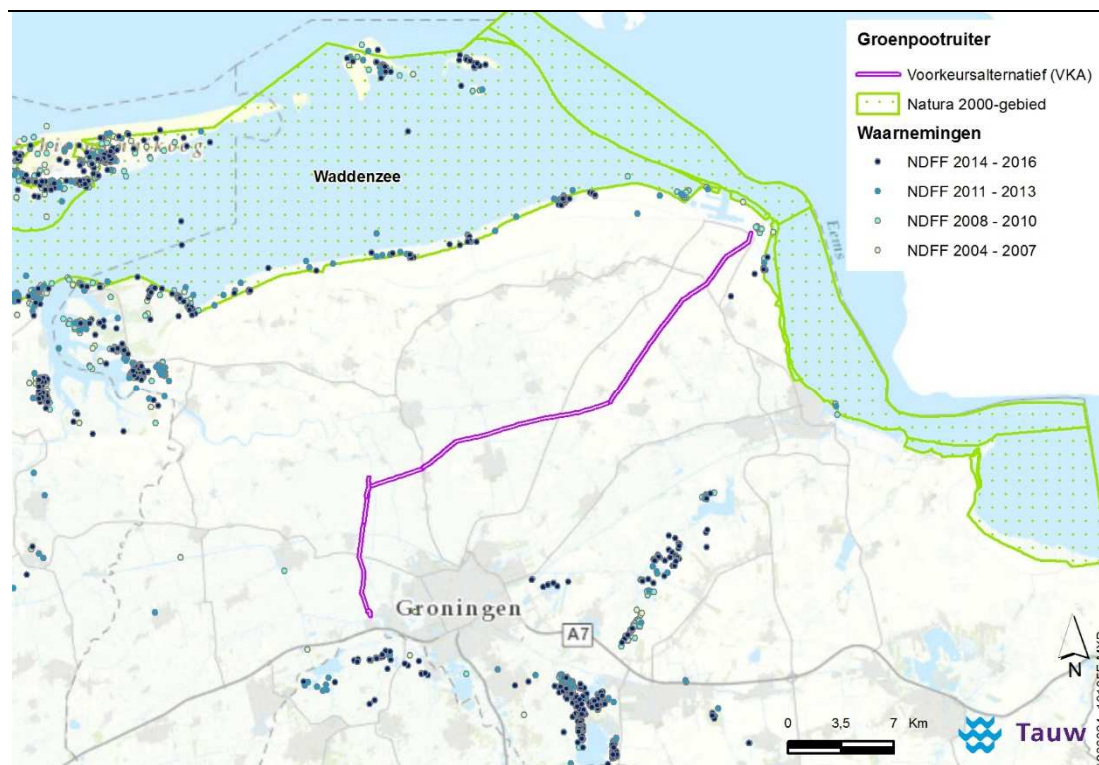 Groenpootruiter
Voorkeursalternatief (VKA)
Natura 2000-gebied
Waarnemingen
NDFF 2014 - 2016
NDFF 2011 - 2013
NDFF 2008 - 2010
NDFF 2004 - 2007
Waddenzee
Eems
Groningen
A7
N
0 3,5 7 Km
Tauw